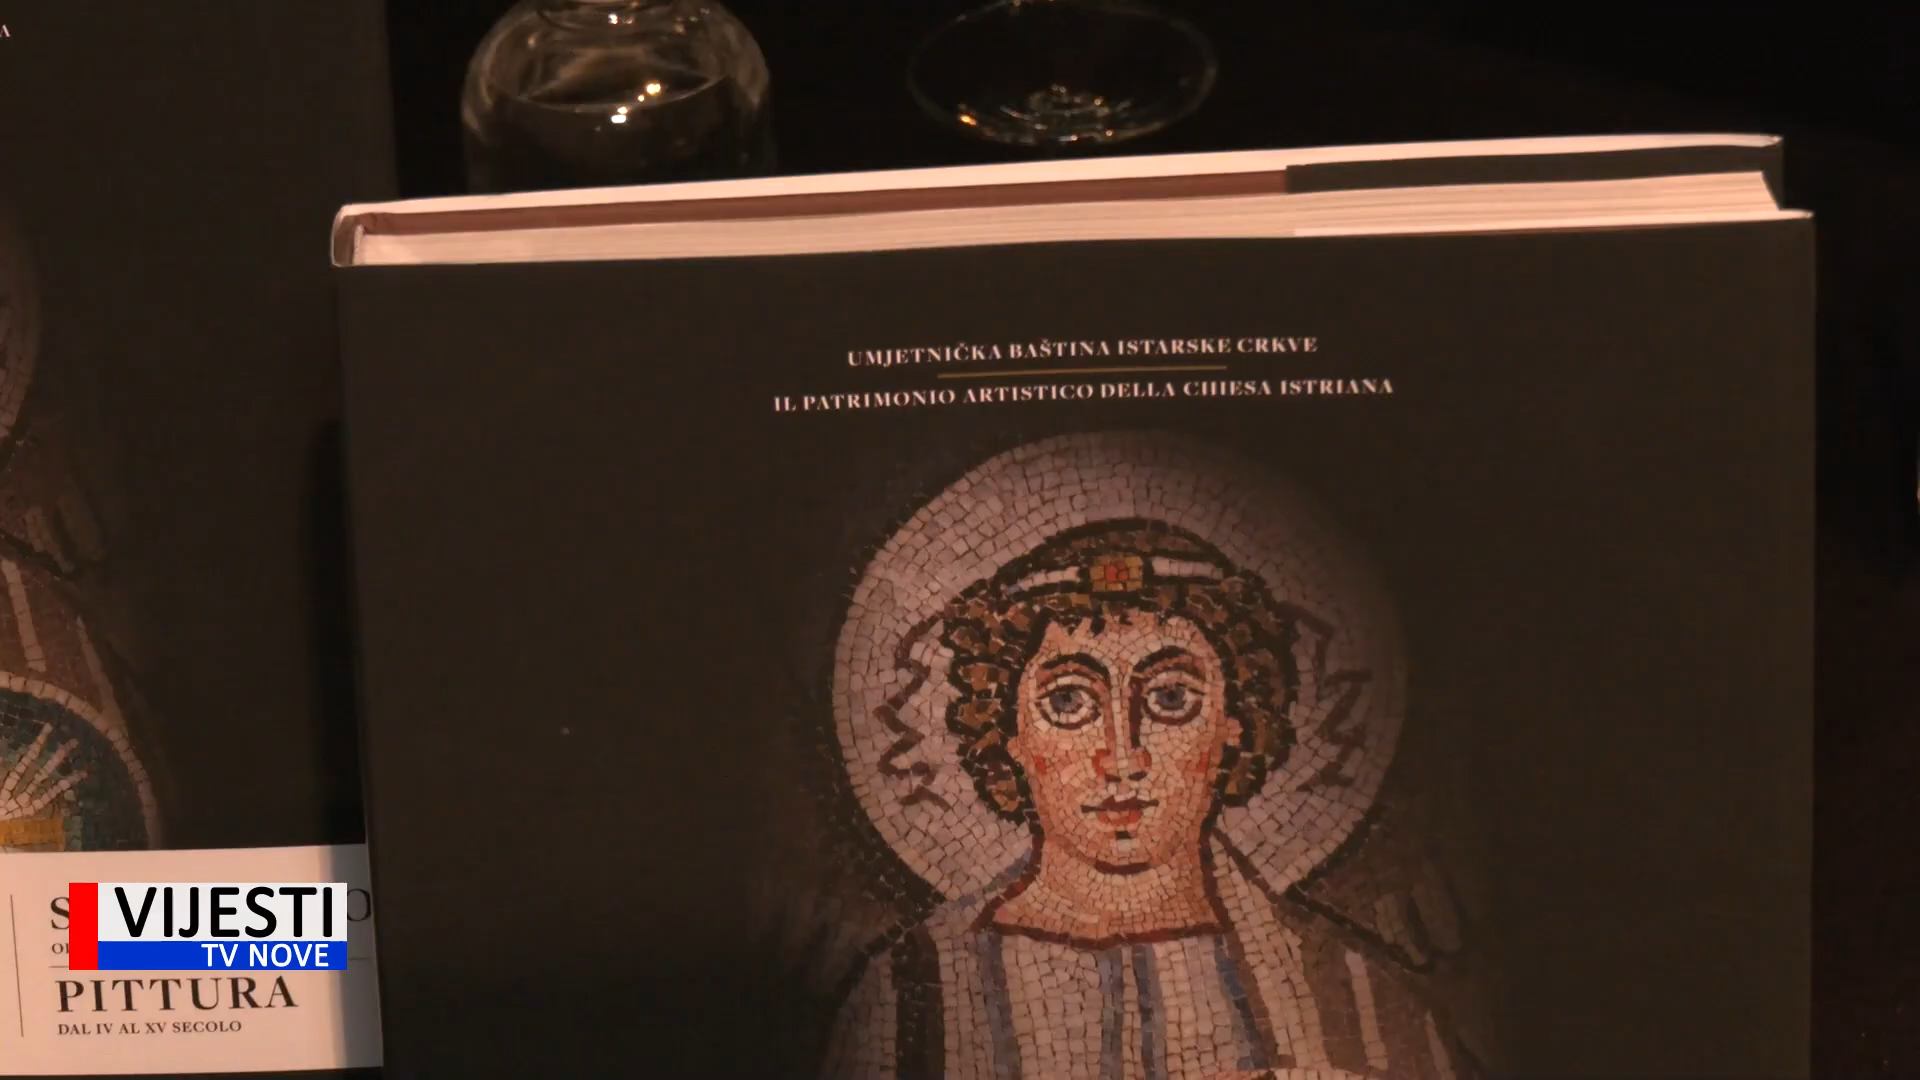 UMJETNIČKA BAŠTINA ISTARSKE CRKVE
IL PATRIMONIO ARTISTICO DELLA CHIESA ISTRIANA
VIJESTI
TV NOVE
PITTURA
DAL IV AL XV SECOLO